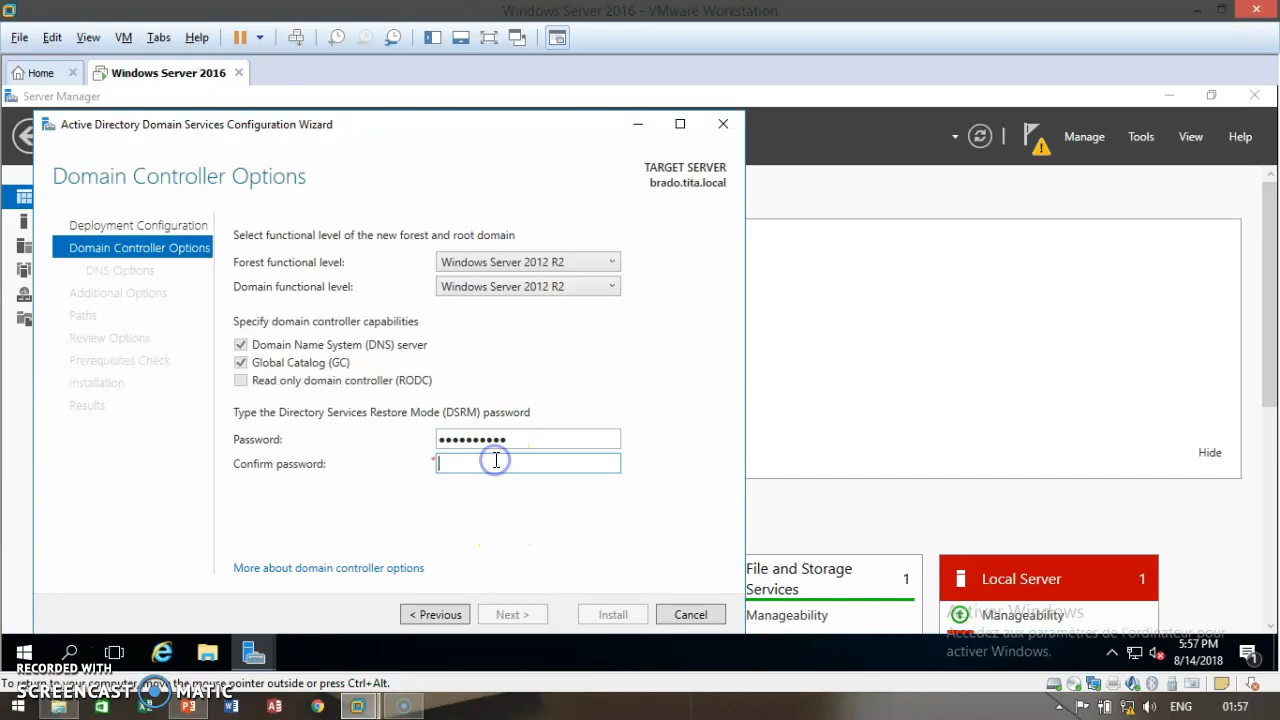 Windows Server 2016 - VMware Workstation
File Edit View VM Tabs Help
Home Windows Server 2016
Server Manager
Active Directory Domain Services Configuration Wizard
Manage Tools View Help
Domain Controller Options
TARGET SERVER
brado.tita.local
Deployment Configuration
Domain Controller Options
DNS Options
Additional Options
Paths
Review Options
Prerequisites Check
Installation
Results
Select functional level of the new forest and root domain
Forest functional level: Windows Server 2012 R2
Domain functional level: Windows Server 2012 R2
Specify domain controller capabilities
Domain Name System (DNS) server
Global Catalog (GC)
Read only domain controller (RODC)
Type the Directory Services Restore Mode (DSRM) password
Password: ●●●●●●●●●●
Confirm password: *
More about domain controller options
< Previous Next > Install Cancel
Hide
File and Storage
Services 1
Manageability
Local Server 1
Manageability
Activer Windows
Accédez aux paramètres de l'ordinateur pour
activer Windows.
5:57 PM
8/14/2018
1
To return to your computer, move the mouse pointer outside or press Ctrl+Alt.
RECORDED WITH
SCREENCAST MATIC
ENG 01:57